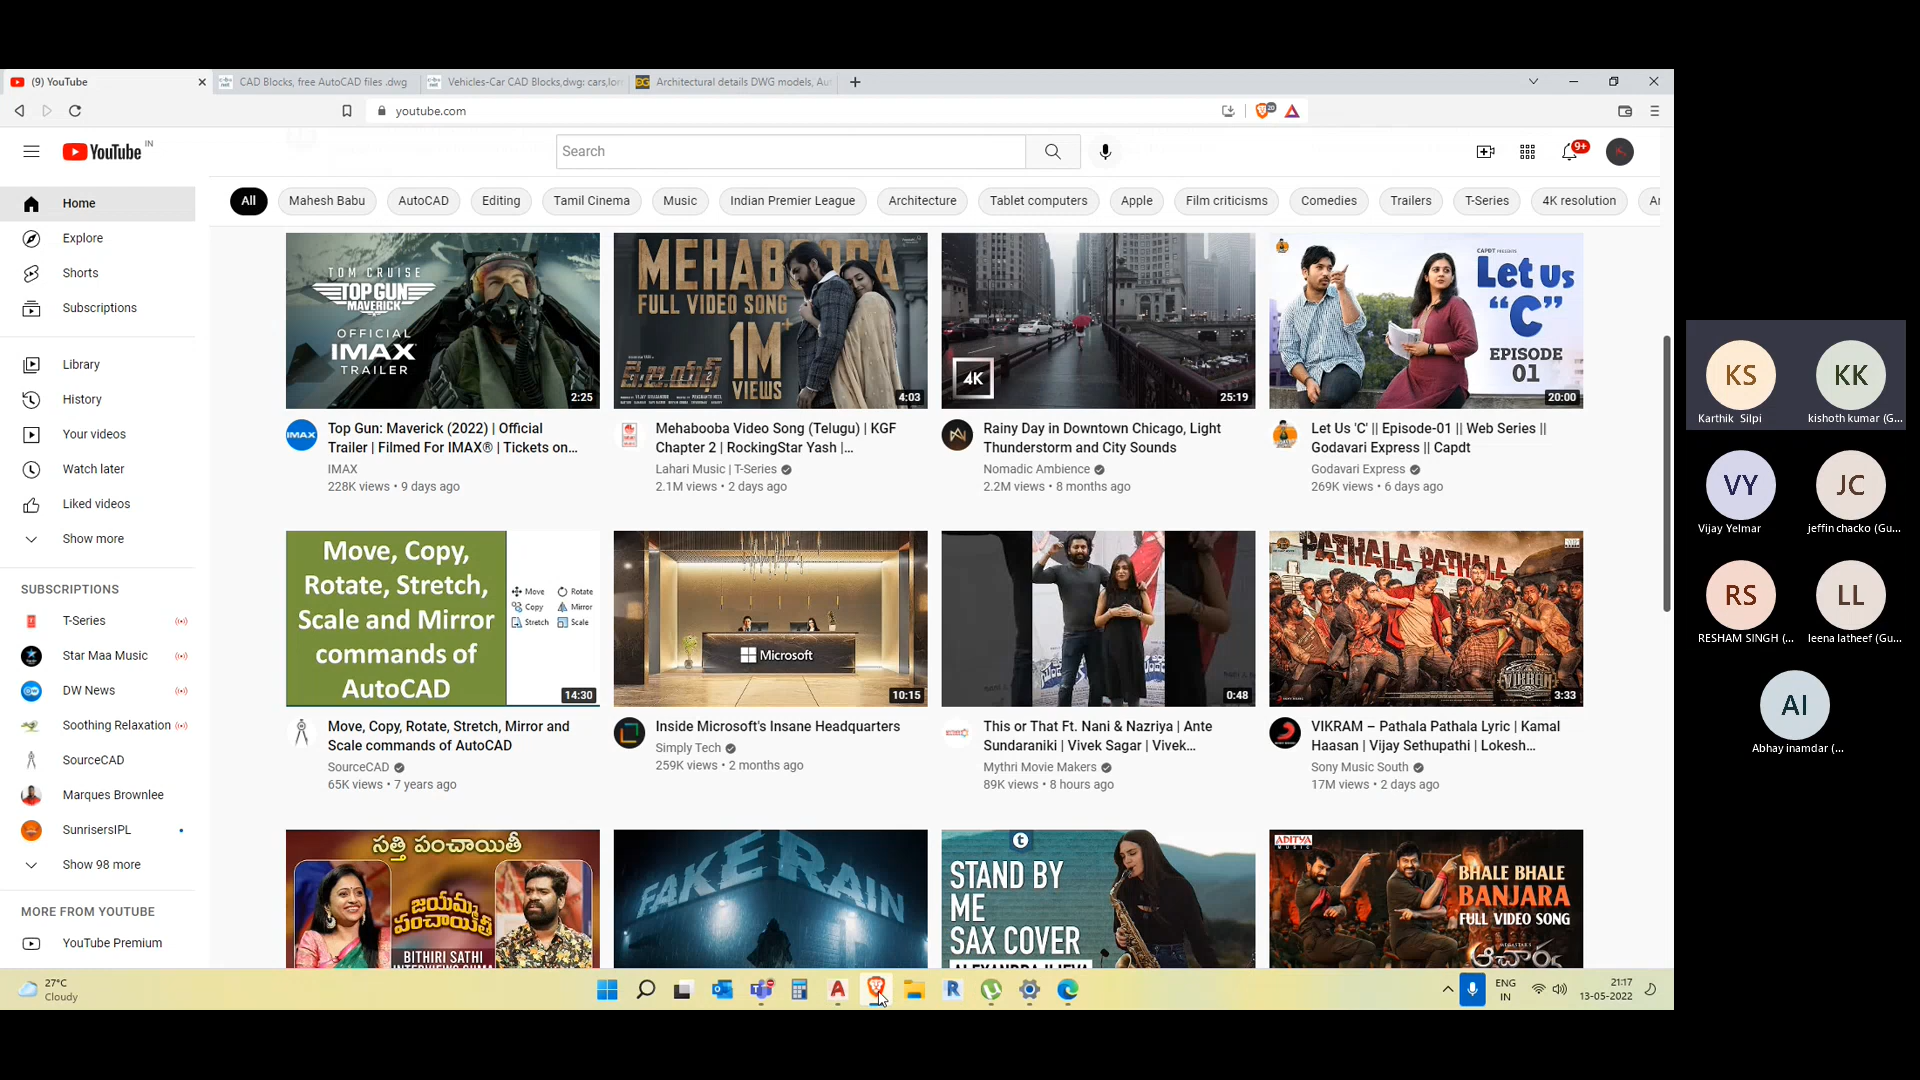 (9) YouTube
CAD Blocks, free AutoCAD files .dwg
Vehicles-Car CAD Blocks,dwg: cars,lor
Architectural details DWG models, Au
youtube.com
20
YouTube IN
Search
9+
All
Mahesh Babu
AutoCAD
Editing
Tamil Cinema
Music
Indian Premier League
Architecture
Tablet computers
Apple
Film criticisms
Comedies
Trailers
T-Series
4K resolution
Home
Explore
Shorts
Subscriptions
Library
History
Your videos
Watch later
Liked videos
Show more
SUBSCRIPTIONS
T-Series
Star Maa Music
DW News
Soothing Relaxation
SourceCAD
Marques Brownlee
SunrisersIPL
Show 98 more
MORE FROM YOUTUBE
YouTube Premium
TOM CRUISE
TOP GUN
MAVERICK
OFFICIAL
IMAX
TRAILER
2:25
MEHABOOBA
FULL VIDEO SONG
1M+
VIEWS
4:03
4K
25:19
CAPDT PRESENTS
Let Us
“C”
EPISODE
01
20:00
IMAX
Top Gun: Maverick (2022) | Official
Trailer | Filmed For IMAX® | Tickets on...
IMAX
228K views • 9 days ago
Mehabooba Video Song (Telugu) | KGF
Chapter 2 | RockingStar Yash |...
Lahari Music | T-Series
2.1M views • 2 days ago
Rainy Day in Downtown Chicago, Light
Thunderstorm and City Sounds
Nomadic Ambience
2.2M views • 8 months ago
Let Us 'C' || Episode-01 || Web Series ||
Godavari Express || Capdt
Godavari Express
269K views • 6 days ago
Move, Copy,
Rotate, Stretch,
Scale and Mirror
commands of
AutoCAD
Move
Rotate
Copy
Mirror
Stretch
Scale
14:30
Microsoft
10:15
0:48
PATHALA PATHALA
VIKRAM
3:33
Move, Copy, Rotate, Stretch, Mirror and
Scale commands of AutoCAD
SourceCAD
65K views • 7 years ago
Inside Microsoft's Insane Headquarters
Simply Tech
259K views • 2 months ago
This or That Ft. Nani & Nazriya | Ante
Sundaraniki | Vivek Sagar | Vivek...
Mythri Movie Makers
89K views • 8 hours ago
VIKRAM – Pathala Pathala Lyric | Kamal
Haasan | Vijay Sethupathi | Lokesh...
Sony Music South
17M views • 2 days ago
సత్తి పంచాయితీ
జయమ్మ
పంచాయితీ
BITHIRI SATHI
INTERVIEWS SUMA
FAKE RAIN
STAND BY
ME
SAX COVER
ALEXANDRA ILIEVA
ADITYA
MUSIC
BHALE BHALE
BANJARA
FULL VIDEO SONG
ఆచార్య
KS
Karthik Silpi
KK
kishoth kumar (G...
VY
Vijay Yelmar
JC
jeffin chacko (Gu...
RS
RESHAM SINGH (...
LL
leena latheef (Gu...
AI
Abhay inamdar (...
27°C
Cloudy
ENG
IN
21:17
13-05-2022